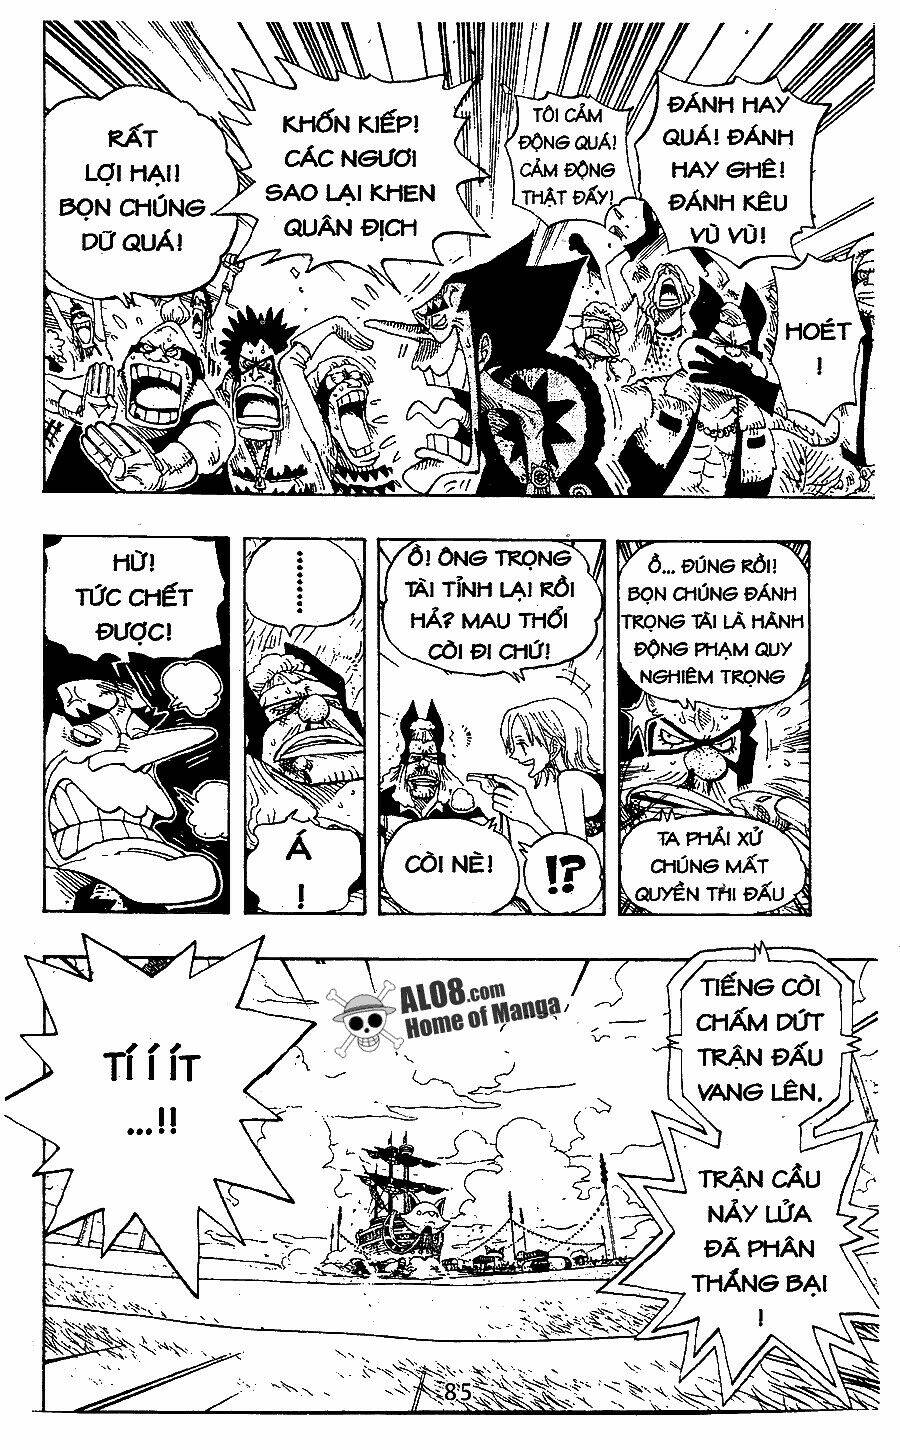 RẤT
LỢI HẠI!
BỌN CHÚNG
DỮ QUÁ!
KHỐN KIẾP!
CÁC NGƯƠI
SAO LẠI KHEN
QUÂN ĐỊCH
TÔI CẢM
ĐỘNG QUÁ!
CẢM ĐỘNG
THẬT ĐẤY!
ĐÁNH HAY
QUÁ! ĐÁNH
HAY GHÊ!
ĐÁNH KÊU
VÙ VÙ!
HOÉT
!
HỪ!
TỨC CHẾT
ĐƯỢC!
.........
Á
!
Ồ! ÔNG TRỌNG
TÀI TỈNH LẠI RỒI
HẢ? MAU THỔI
CÒI ĐI CHỨ!
CÒI NÈ!
!?
Ồ... ĐÚNG RỒI!
BỌN CHÚNG ĐÁNH
TRỌNG TÀI LÀ HÀNH
ĐỘNG PHẠM QUY
NGHIÊM TRỌNG
TA PHẢI XỬ
CHÚNG MẤT
QUYỀN THI ĐẤU
TÍ Í ÍT
...!!
AL08.com
Home of Manga
TIẾNG CÒI
CHẤM DỨT
TRẬN ĐẤU
VANG LÊN.
TRẬN CẦU
NẢY LỬA
ĐÃ PHÂN
THẮNG BẠI
!
85